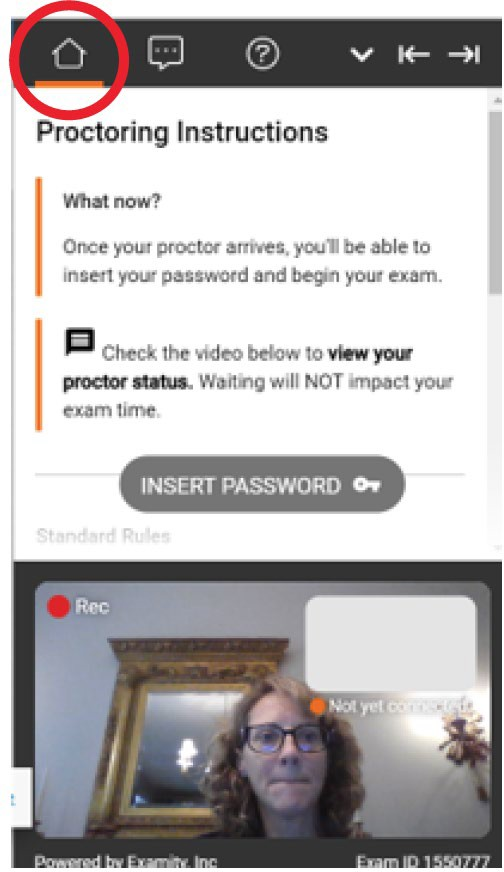 Proctoring Instructions
What now?
Once your proctor arrives, you'll be able to
insert your password and begin your exam.
Check the video below to view your
proctor status. Waiting will NOT impact your
exam time.
INSERT PASSWORD
Standard Rules
Rec
Not yet connected.
Powered by Examity, Inc
Exam ID 1550777